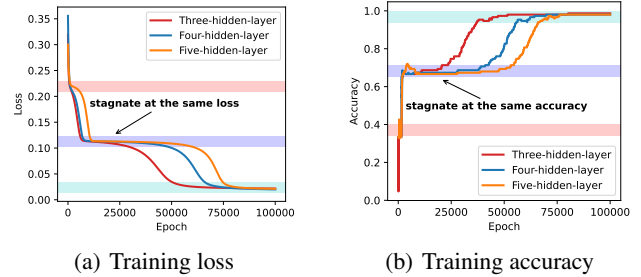 0.35
0.30
0.25
0.20
0.15
0.10
0.05
0.00
Loss
Three-hidden-layer
Four-hidden-layer
Five-hidden-layer
stagnate at the same loss
0 25000 50000 75000 100000
Epoch
(a) Training loss
1.0
0.8
0.6
0.4
0.2
0.0
Accuracy
stagnate at the same accuracy
Three-hidden-layer
Four-hidden-layer
Five-hidden-layer
0 25000 50000 75000 100000
Epoch
(b) Training accuracy